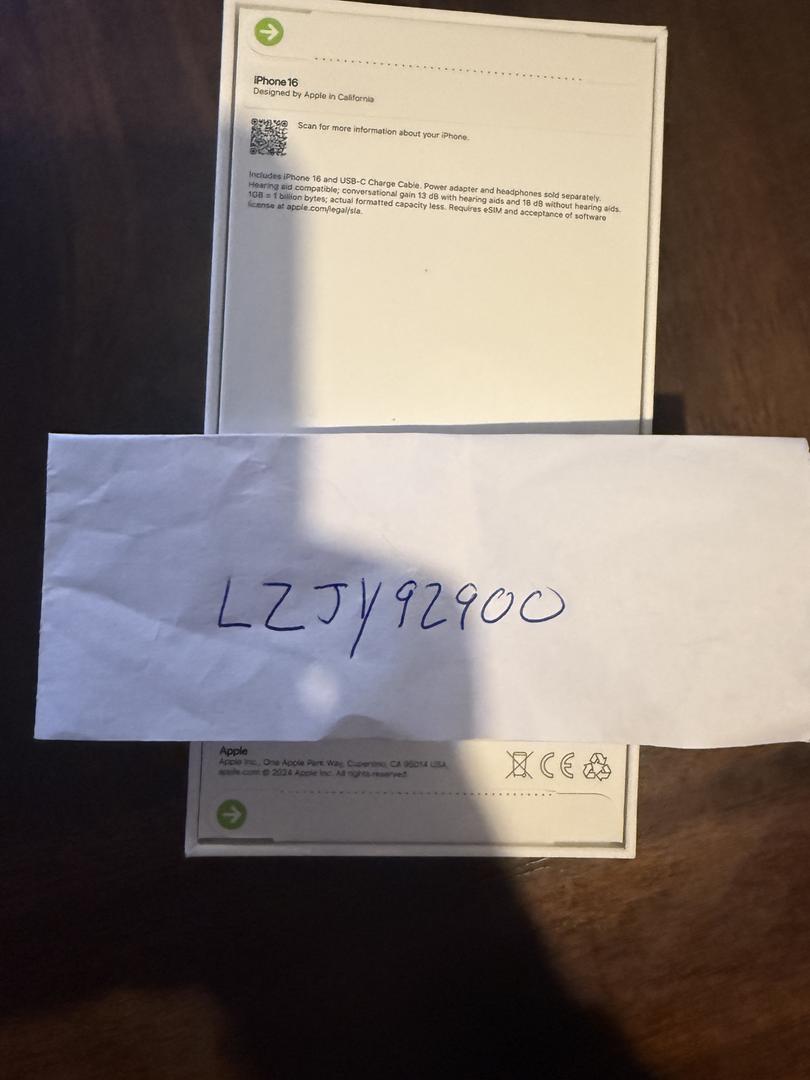 iPhone 16
Designed by Apple in California
Scan for more information about your iPhone.
Includes iPhone 16 and USB-C Charge Cable. Power adapter and headphones sold separately.
Hearing aid compatible; conversational gain 13 dB with hearing aids and 18 dB without hearing aids.
1GB = 1 billion bytes; actual formatted capacity less. Requires eSIM and acceptance of software
license at apple.com/legal/sla.
LZJY92900
Apple
Apple Inc., One Apple Park Way, Cupertino, CA 95014 USA
apple.com © 2024 Apple Inc. All rights reserved.
CE